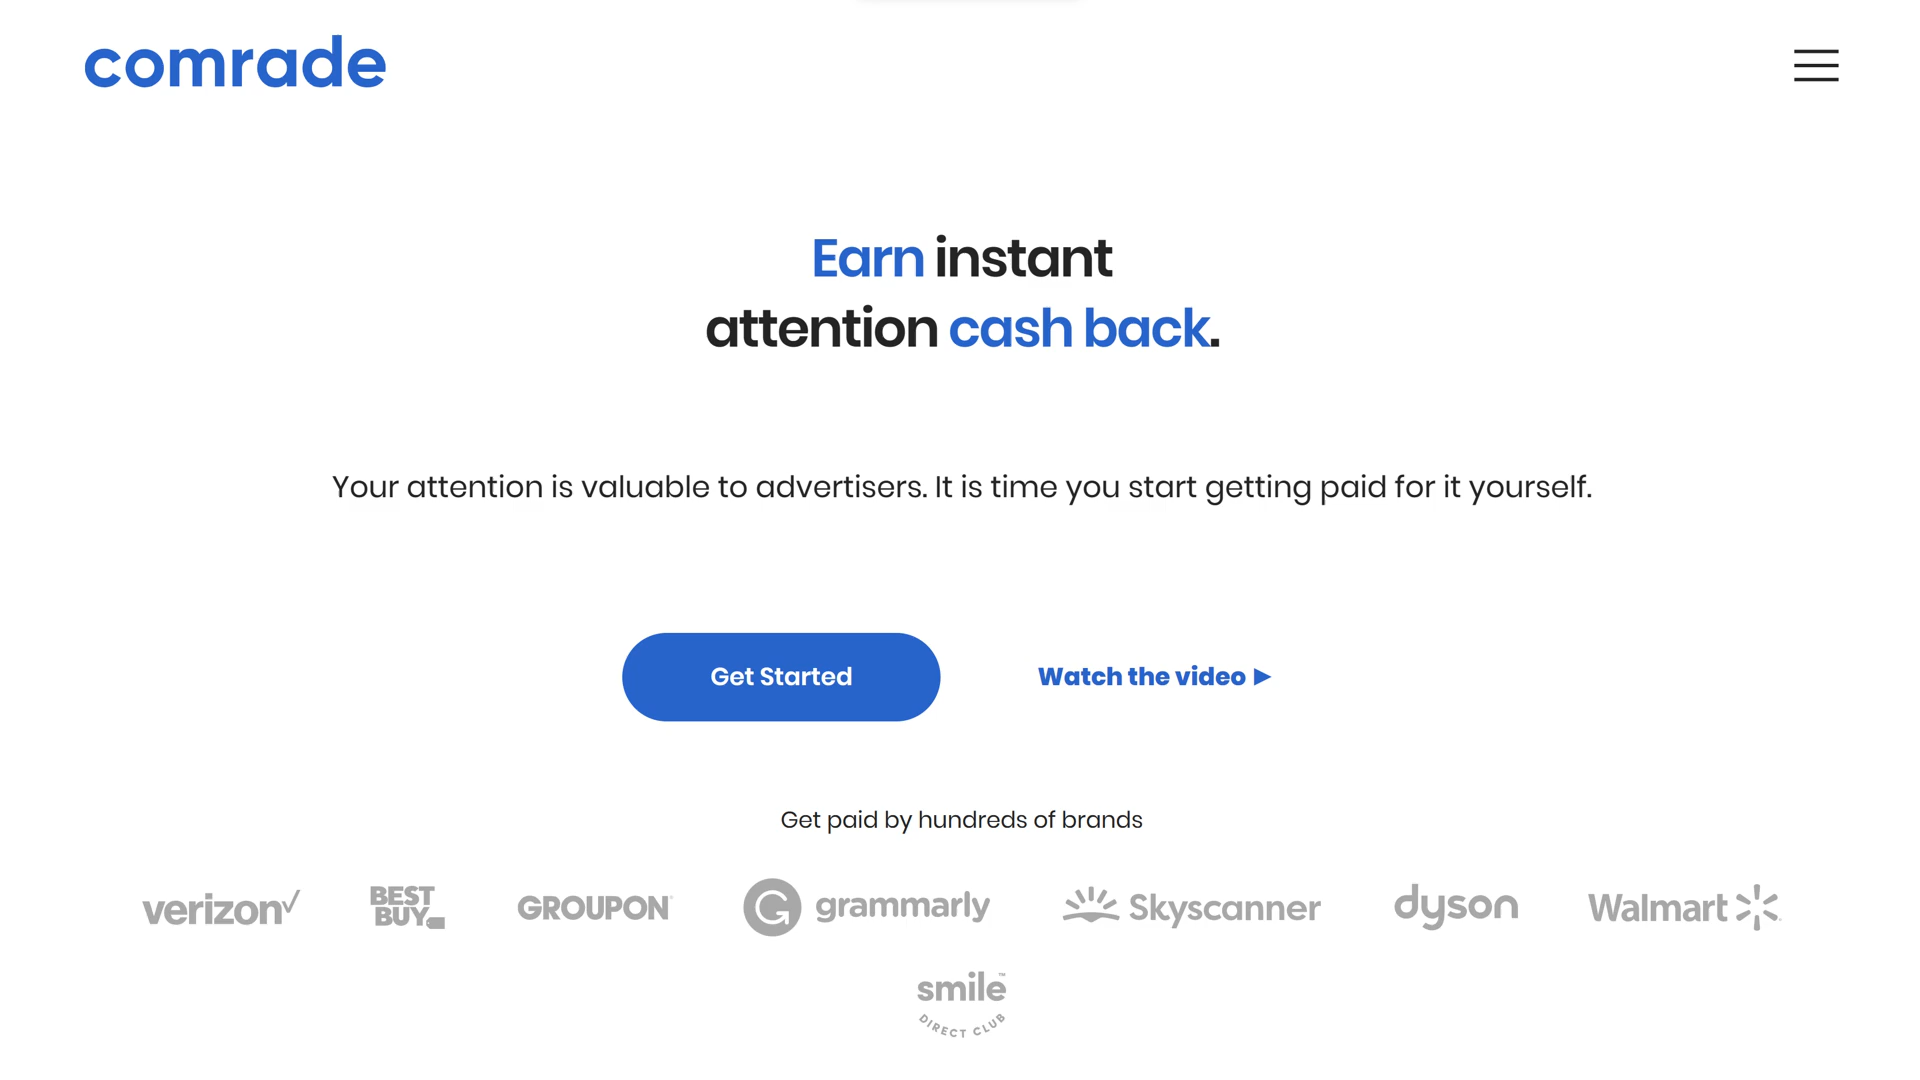 comrade
Earn instant
attention cash back.
Your attention is valuable to advertisers. It is time you start getting paid for it yourself.
Get Started
Watch the video ►
Get paid by hundreds of brands
verizon✓
BEST
BUY
GROUPON
grammarly
Skyscanner
dyson
Walmart
smile™
DIRECT CLUB